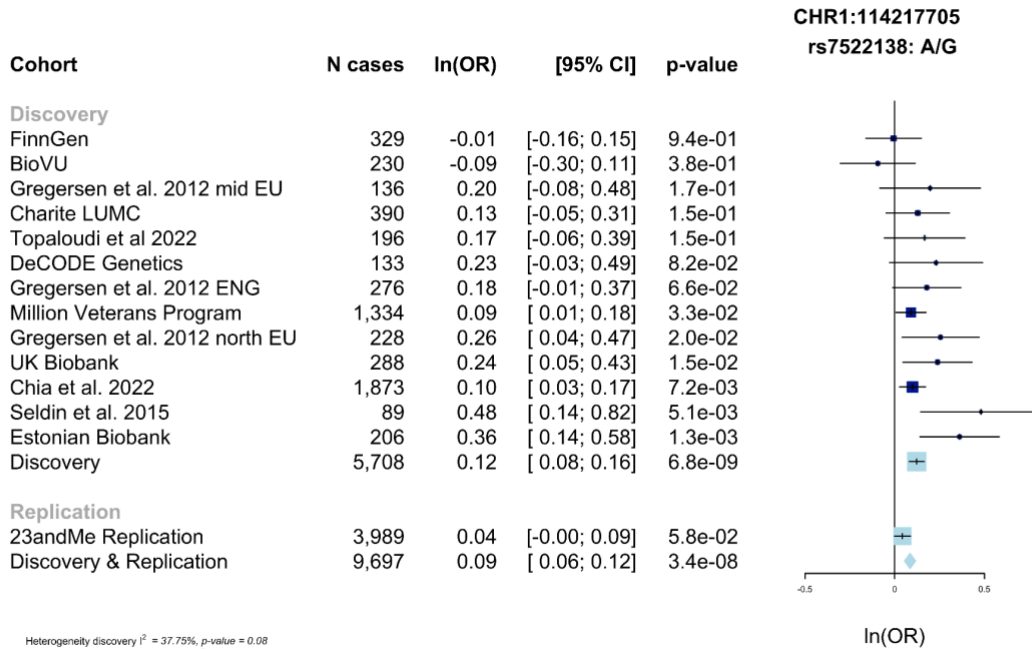 CHR1:114217705
rs7522138: A/G
Cohort N cases ln(OR) [95% CI] p-value
Discovery
FinnGen 329 -0.01 [-0.16; 0.15] 9.4e-01
BioVU 230 -0.09 [-0.30; 0.11] 3.8e-01
Gregersen et al. 2012 mid EU 136 0.20 [-0.08; 0.48] 1.7e-01
Charite LUMC 390 0.13 [-0.05; 0.31] 1.5e-01
Topaloudi et al 2022 196 0.17 [-0.06; 0.39] 1.5e-01
DeCODE Genetics 133 0.23 [-0.03; 0.49] 8.2e-02
Gregersen et al. 2012 ENG 276 0.18 [-0.01; 0.37] 6.6e-02
Million Veterans Program 1,334 0.09 [ 0.01; 0.18] 3.3e-02
Gregersen et al. 2012 north EU 228 0.26 [ 0.04; 0.47] 2.0e-02
UK Biobank 288 0.24 [ 0.05; 0.43] 1.5e-02
Chia et al. 2022 1,873 0.10 [ 0.03; 0.17] 7.2e-03
Seldin et al. 2015 89 0.48 [ 0.14; 0.82] 5.1e-03
Estonian Biobank 206 0.36 [ 0.14; 0.58] 1.3e-03
Discovery 5,708 0.12 [ 0.08; 0.16] 6.8e-09
Replication
23andMe Replication 3,989 0.04 [-0.00; 0.09] 5.8e-02
Discovery & Replication 9,697 0.09 [ 0.06; 0.12] 3.4e-08
-0.5 0 0.5
ln(OR)
Heterogeneity discovery I² = 37.75%, p-value = 0.08